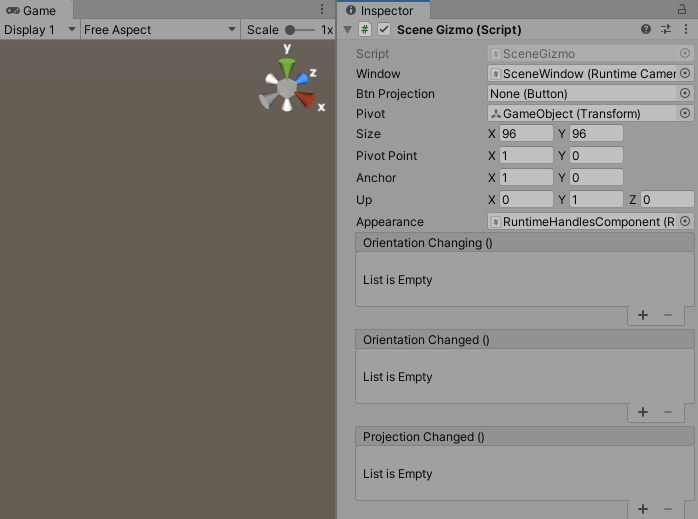 Game
Display 1
Free Aspect
Scale
1x
y
z
x
Inspector
# Scene Gizmo (Script)
Script # SceneGizmo
Window # SceneWindow (Runtime Camer
Btn Projection None (Button)
Pivot GameObject (Transform)
Size X 96 Y 96
Pivot Point X 1 Y 0
Anchor X 1 Y 0
Up X 0 Y 1 Z 0
Appearance # RuntimeHandlesComponent (R
Orientation Changing ()
List is Empty
+ −
Orientation Changed ()
List is Empty
+ −
Projection Changed ()
List is Empty
+ −